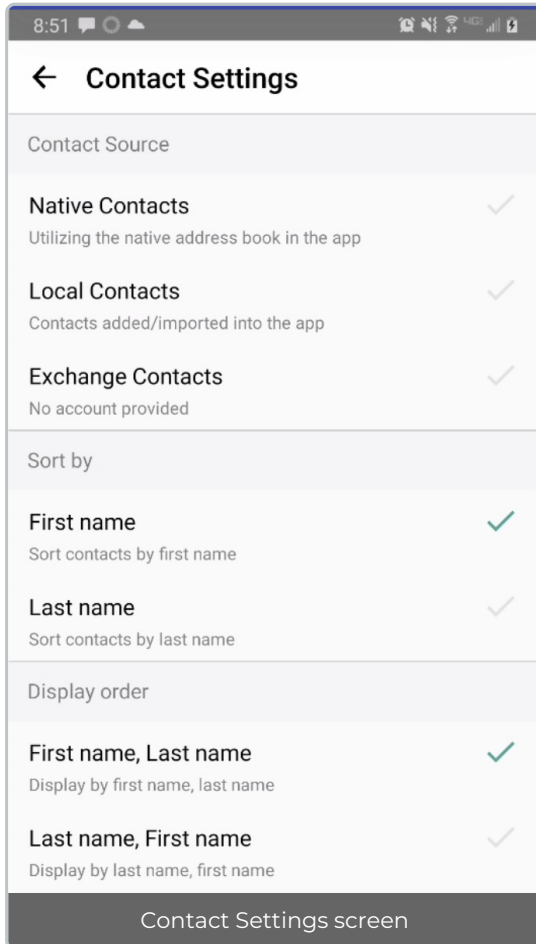 8:51 4GE
Contact Settings
Contact Source
Native Contacts
Utilizing the native address book in the app
Local Contacts
Contacts added/imported into the app
Exchange Contacts
No account provided
Sort by
First name
Sort contacts by first name
Last name
Sort contacts by last name
Display order
First name, Last name
Display by first name, last name
Last name, First name
Display by last name, first name
Contact Settings screen